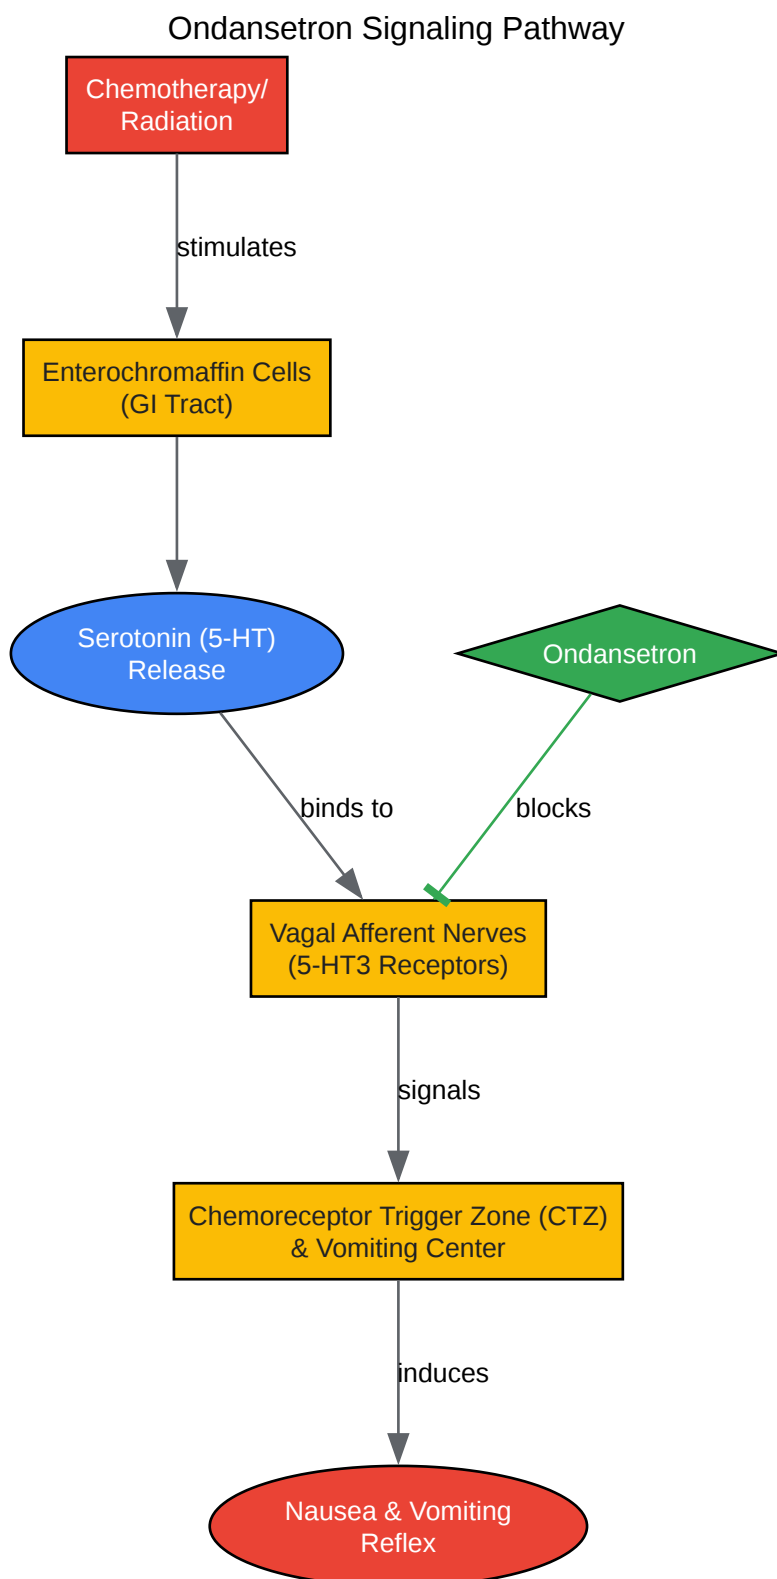 Ondansetron Signaling Pathway
Chemotherapy/
Radiation
stimulates
Enterochromaffin Cells
(GI Tract)
Serotonin (5-HT)
Release
Ondansetron
binds to
blocks
Vagal Afferent Nerves
(5-HT3 Receptors)
signals
Chemoreceptor Trigger Zone (CTZ)
& Vomiting Center
induces
Nausea & Vomiting
Reflex